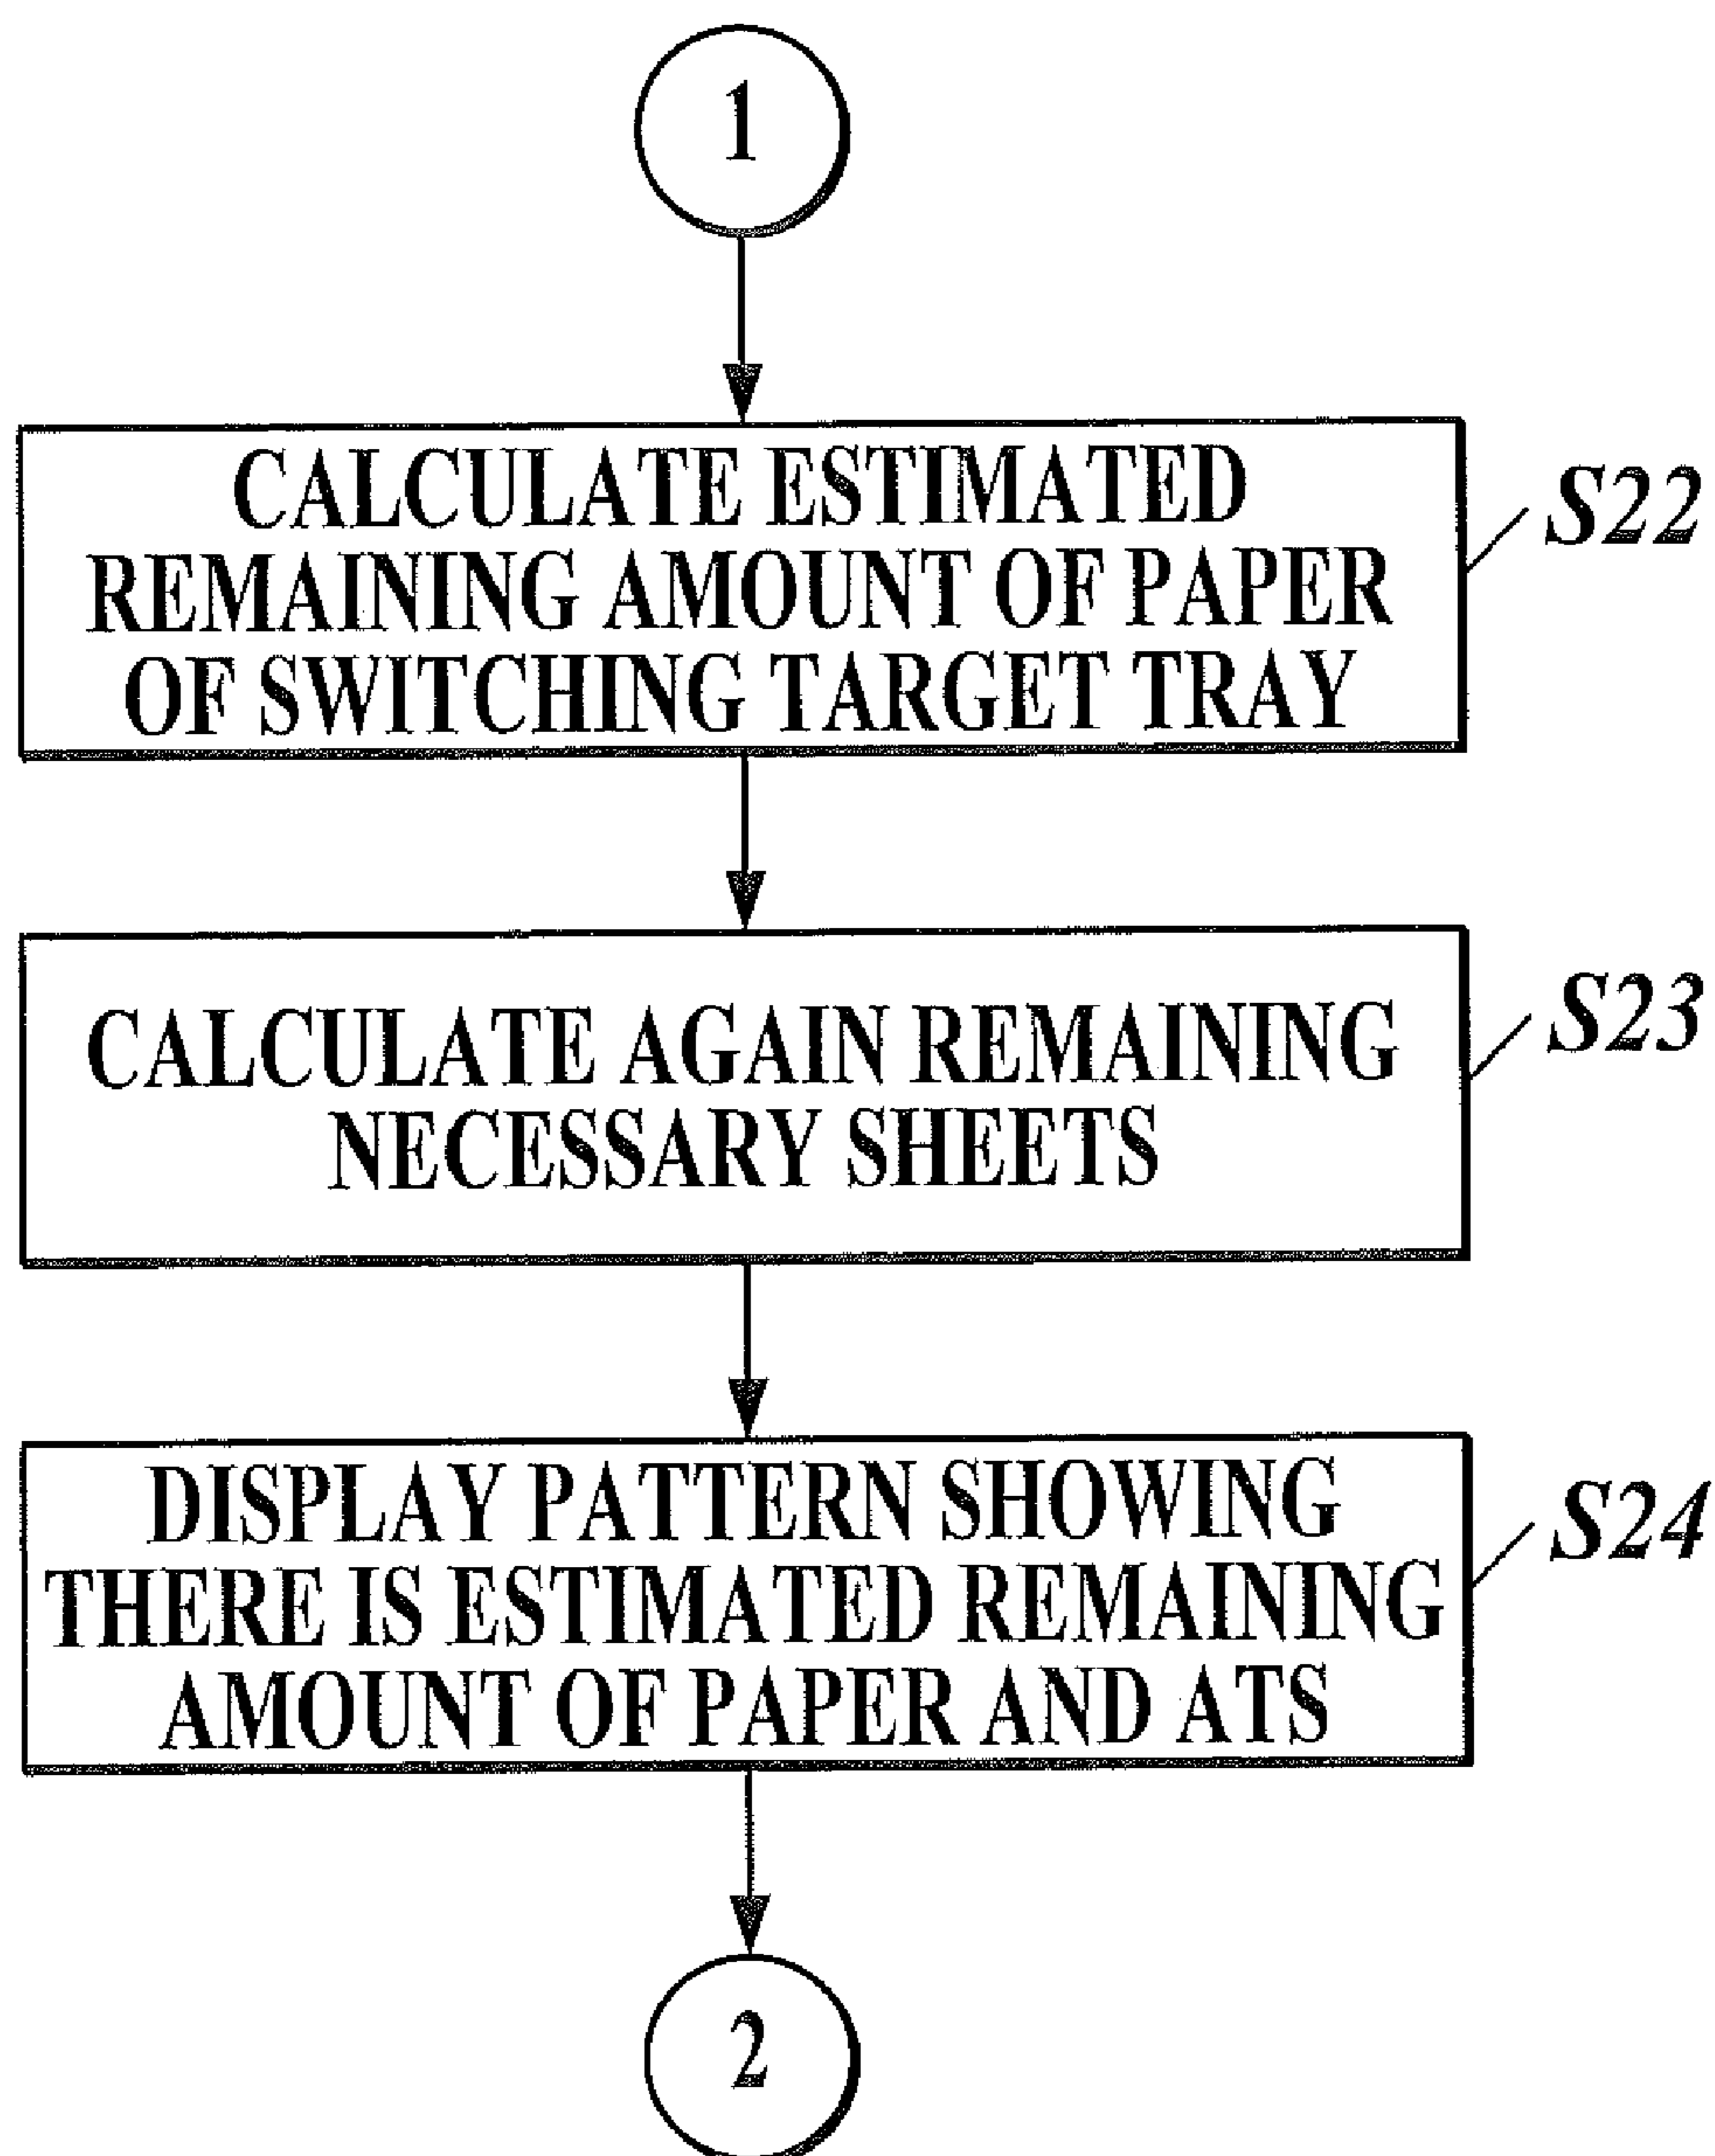 1
CALCULATE ESTIMATED
REMAINING AMOUNT OF PAPER
OF SWITCHING TARGET TRAY
S22
CALCULATE AGAIN REMAINING
NECESSARY SHEETS
S23
DISPLAY PATTERN SHOWING
THERE IS ESTIMATED REMAINING
AMOUNT OF PAPER AND ATS
S24
2